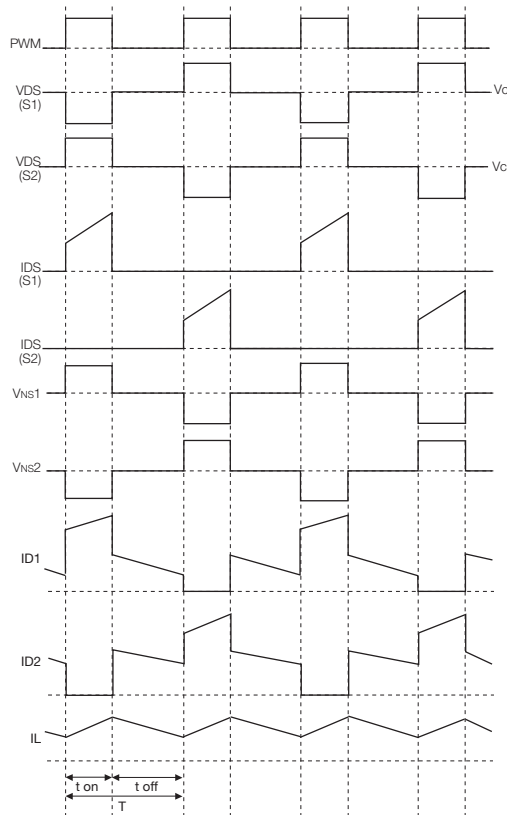 PWM
VDS
(S1)
Vc
VDS
(S2)
Vc
IDS
(S1)
IDS
(S2)
VNS1
VNS2
ID1
ID2
IL
t on
t off
T